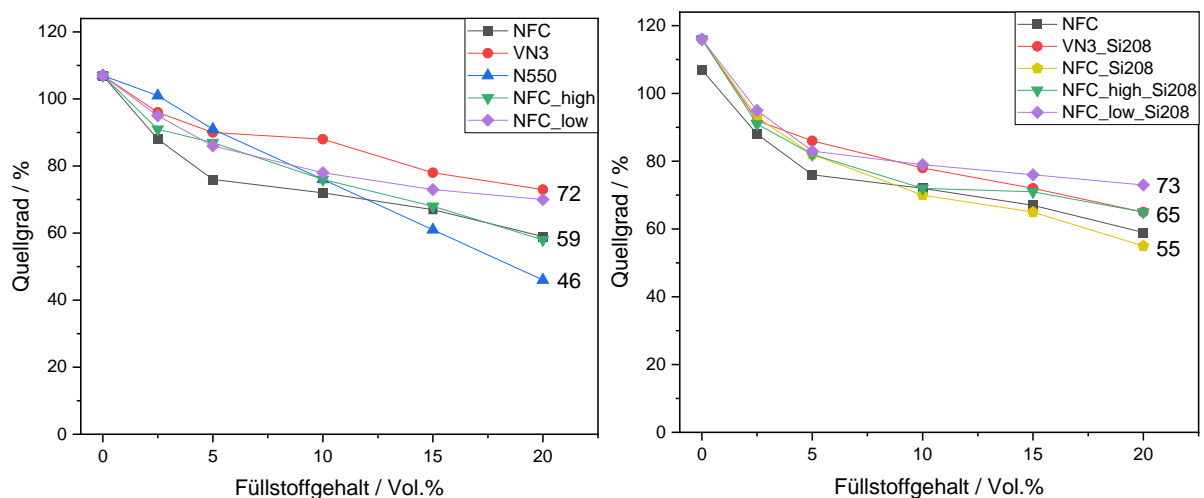 120
100
80
60
40
20
0
Quellgrad / %
NFC
VN3
N550
NFC_high
NFC_low
72
59
46
0
5
10
15
20
Füllstoffgehalt / Vol.%
120
100
80
60
40
20
0
Quellgrad / %
NFC
VN3_Si208
NFC_Si208
NFC_high_Si208
NFC_low_Si208
73
65
55
0
5
10
15
20
Füllstoffgehalt / Vol.%